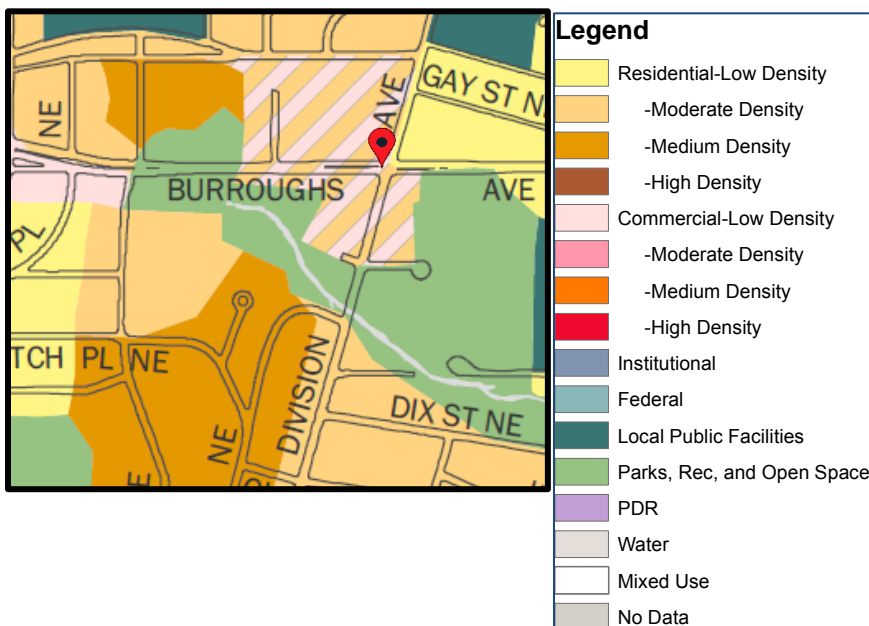 GAY ST N
AVE
NE
BURROUGHS AVE
PL
TCH PL NE
DIVISION
NE
DIX ST NE
E
Legend
Residential-Low Density
-Moderate Density
-Medium Density
-High Density
Commercial-Low Density
-Moderate Density
-Medium Density
-High Density
Institutional
Federal
Local Public Facilities
Parks, Rec, and Open Space
PDR
Water
Mixed Use
No Data